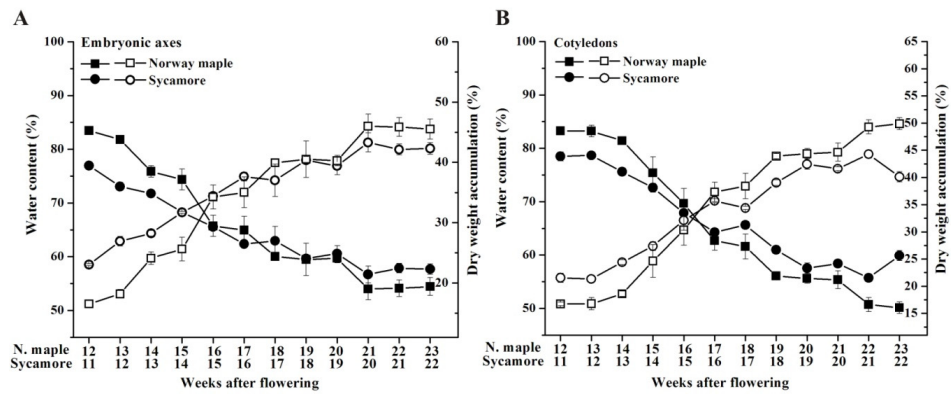 A
Embryonic axes
Norway maple
Sycamore
Water content (%)
100
90
80
70
60
50
Dry weight accumulation (%)
60
50
40
30
20
N. maple 12 13 14 15 16 17 18 19 20 21 22 23
Sycamore 11 12 13 14 15 16 17 18 19 20 21 22
Weeks after flowering
B
Cotyledons
Norway maple
Sycamore
Water content (%)
100
90
80
70
60
50
Dry weight accumulation (%)
65
60
55
50
45
40
35
30
25
20
15
N. maple 12 13 14 15 16 17 18 19 20 21 22 23
Sycamore 11 12 13 14 15 16 17 18 19 20 21 22
Weeks after flowering